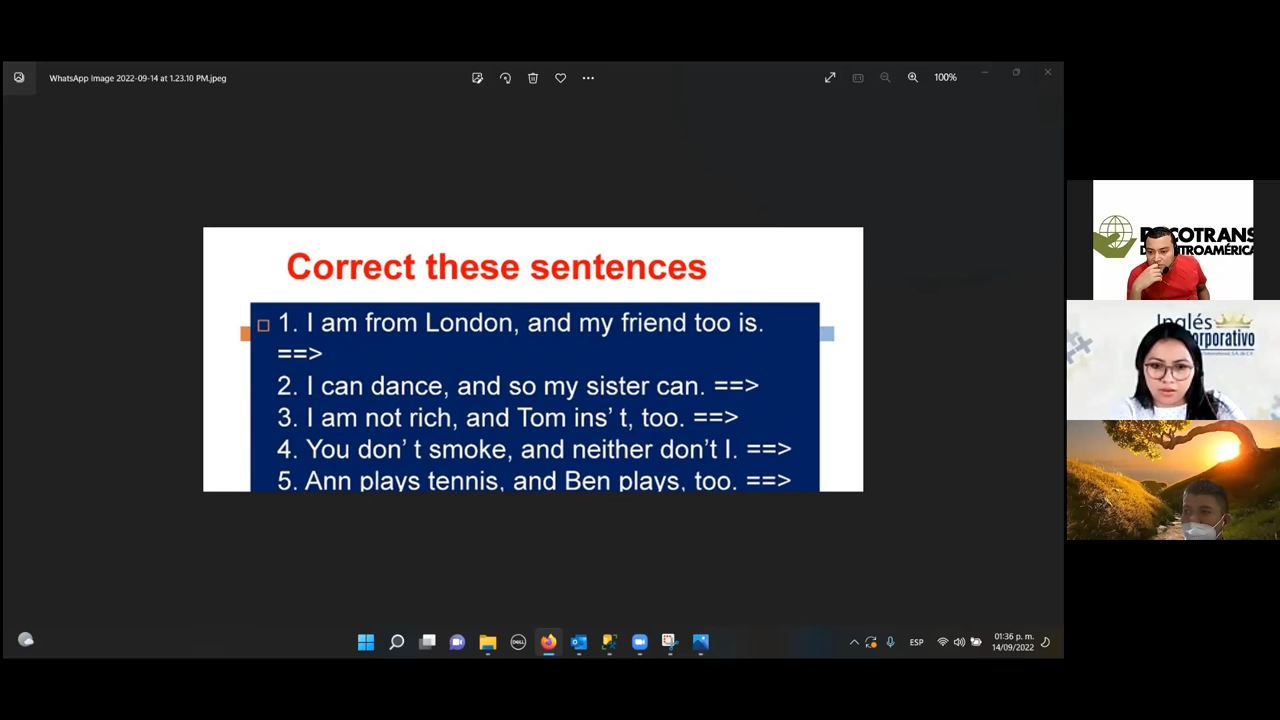 WhatsApp Image 2022-09-14 at 1.23.10 PM.jpeg
100%
Correct these sentences
1. I am from London, and my friend too is.
==>
2. I can dance, and so my sister can. ==>
3. I am not rich, and Tom ins' t, too. ==>
4. You don' t smoke, and neither don't I. ==>
5. Ann plays tennis, and Ben plays, too. ==>
Inglés
DELL
ESP
01:36 p. m.
14/09/2022